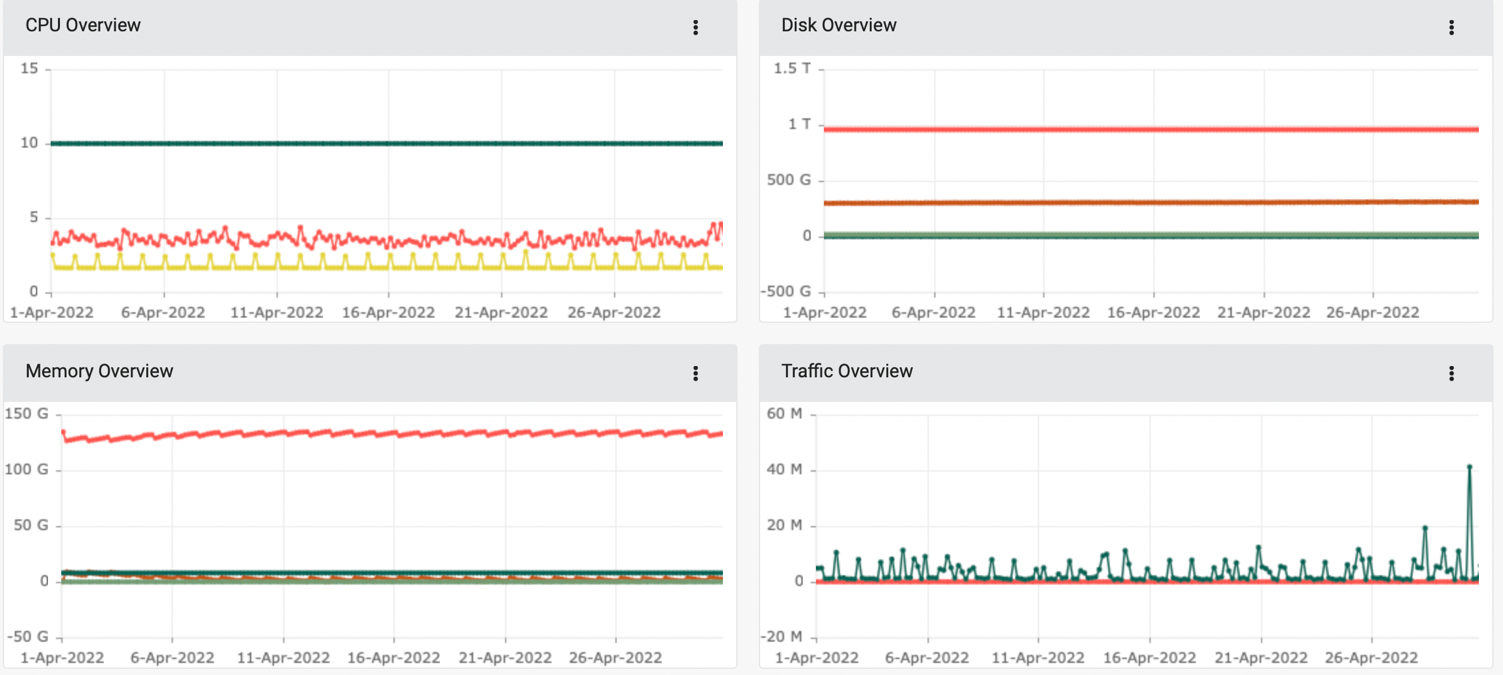 CPU Overview
15
10
5
0
1-Apr-2022 6-Apr-2022 11-Apr-2022 16-Apr-2022 21-Apr-2022 26-Apr-2022
Disk Overview
1.5 T
1 T
500 G
0
-500 G
1-Apr-2022 6-Apr-2022 11-Apr-2022 16-Apr-2022 21-Apr-2022 26-Apr-2022
Memory Overview
150 G
100 G
50 G
0
-50 G
1-Apr-2022 6-Apr-2022 11-Apr-2022 16-Apr-2022 21-Apr-2022 26-Apr-2022
Traffic Overview
60 M
40 M
20 M
0
-20 M
1-Apr-2022 6-Apr-2022 11-Apr-2022 16-Apr-2022 21-Apr-2022 26-Apr-2022